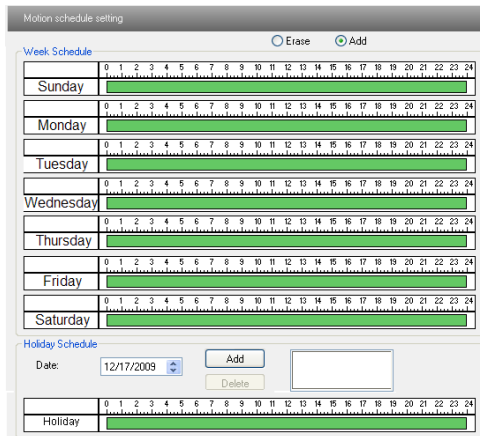 Motion schedule setting
Erase Add
Week Schedule
0 1 2 3 4 5 6 7 8 9 10 11 12 13 14 15 16 17 18 19 20 21 22 23 24
Sunday
0 1 2 3 4 5 6 7 8 9 10 11 12 13 14 15 16 17 18 19 20 21 22 23 24
Monday
0 1 2 3 4 5 6 7 8 9 10 11 12 13 14 15 16 17 18 19 20 21 22 23 24
Tuesday
0 1 2 3 4 5 6 7 8 9 10 11 12 13 14 15 16 17 18 19 20 21 22 23 24
Wednesday
0 1 2 3 4 5 6 7 8 9 10 11 12 13 14 15 16 17 18 19 20 21 22 23 24
Thursday
0 1 2 3 4 5 6 7 8 9 10 11 12 13 14 15 16 17 18 19 20 21 22 23 24
Friday
0 1 2 3 4 5 6 7 8 9 10 11 12 13 14 15 16 17 18 19 20 21 22 23 24
Saturday
Holiday Schedule
Date: 12/17/2009 Add
Delete
0 1 2 3 4 5 6 7 8 9 10 11 12 13 14 15 16 17 18 19 20 21 22 23 24
Holiday